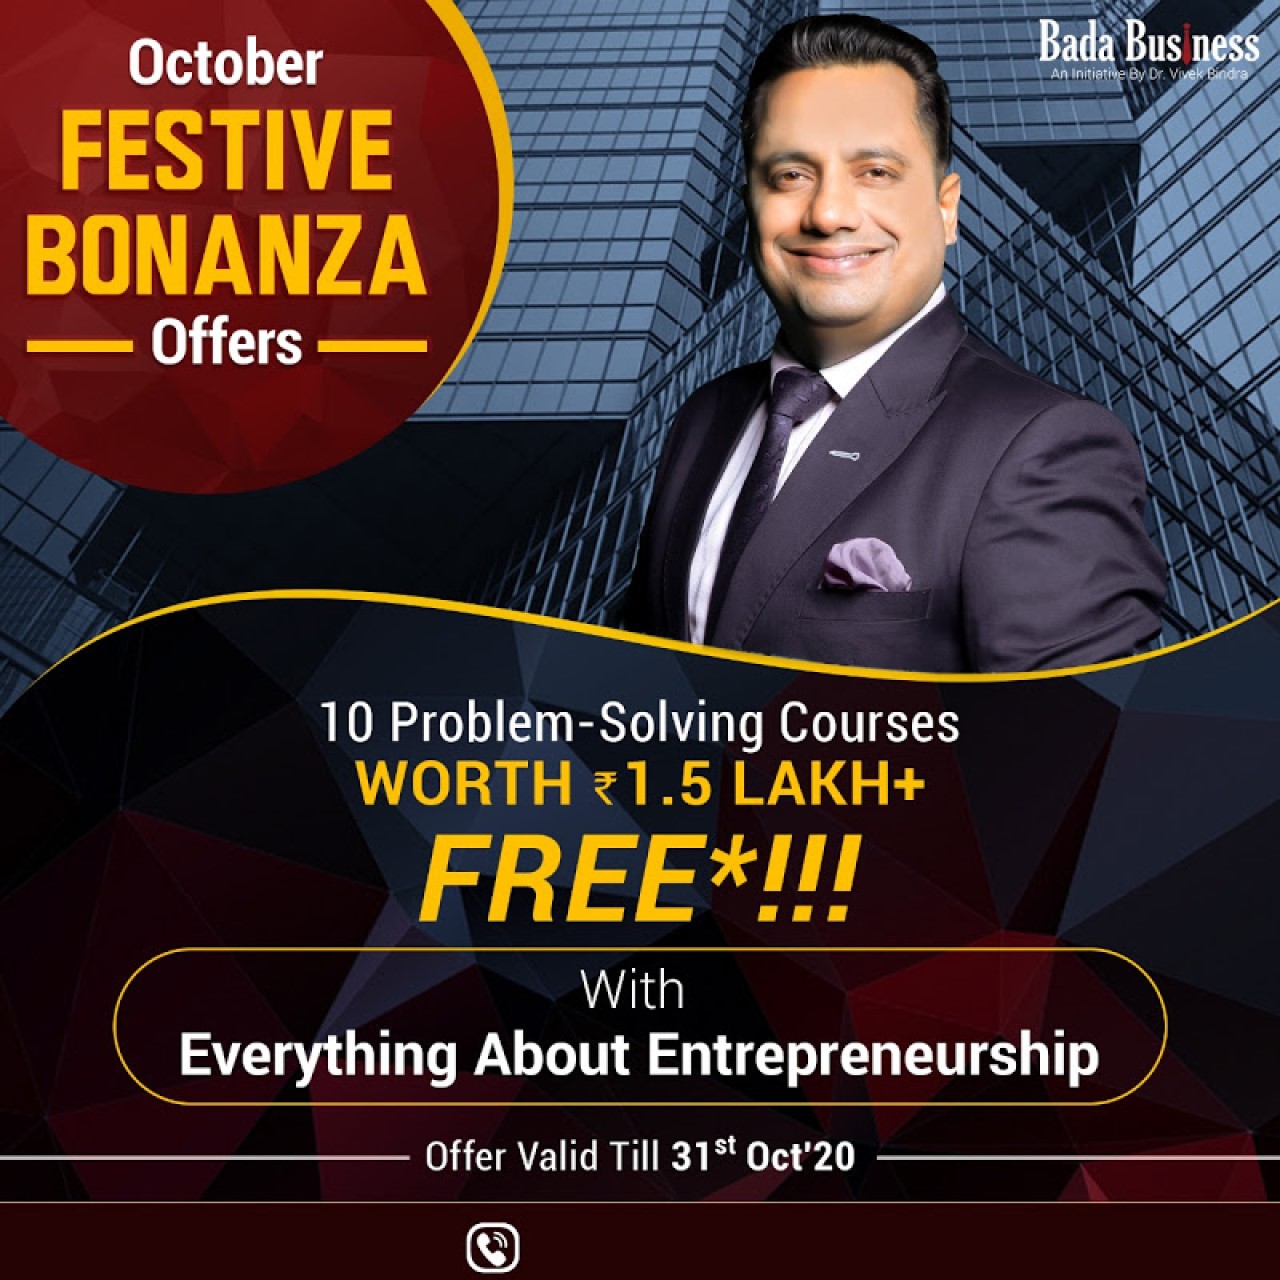 October
FESTIVE
BONANZA
Offers
Bada Business
An Initiative By Dr. Vivek Bindra
10 Problem-Solving Courses
WORTH ₹1.5 LAKH+
FREE*!!!
With
Everything About Entrepreneurship
Offer Valid Till 31st Oct'20